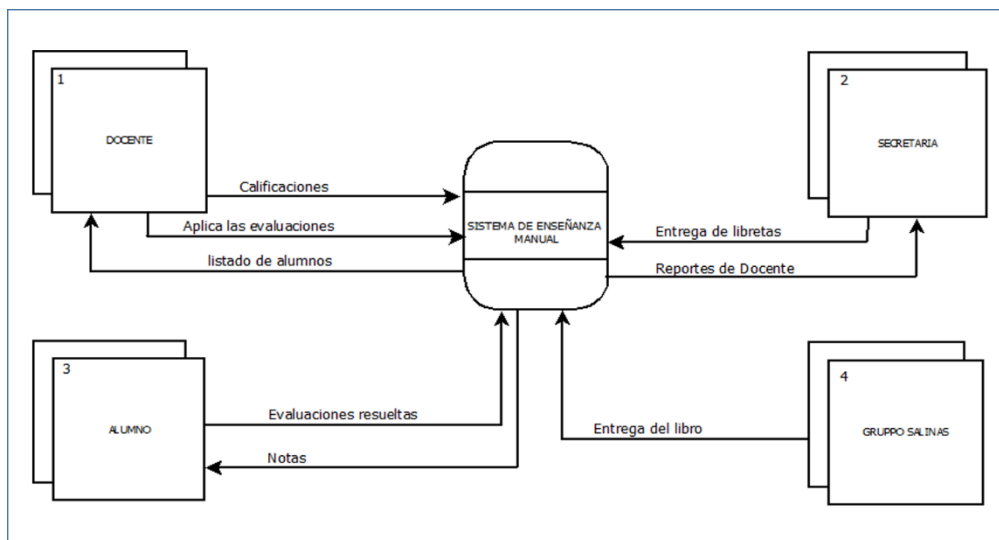 1
DOCENTE
2
SECRETARIA
Calificaciones
Aplica las evaluaciones
listado de alumnos
SISTEMA DE ENSEÑANZA
MANUAL
Entrega de libretas
Reportes de Docente
3
ALUMNO
Evaluaciones resueltas
Notas
Entrega del libro
4
GRUPPO SALINAS